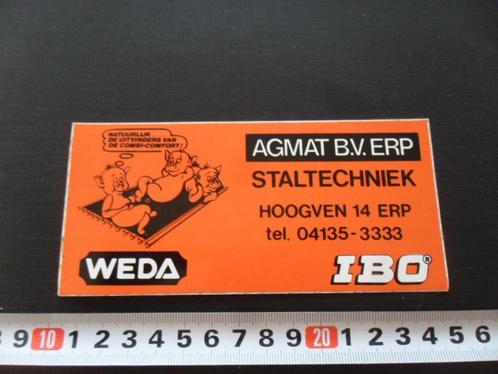 NATUURLIJK
DE UITVINDERS VAN
DE COMBI-COMFORT!
AGMAT B.V. ERP
STALTECHNIEK
HOOGVEN 14 ERP
tel. 04135-3333
WEDA
IBO®
9 10 1 2 3 4 5 6 7 8 9 20 1 2 3 4 5 6